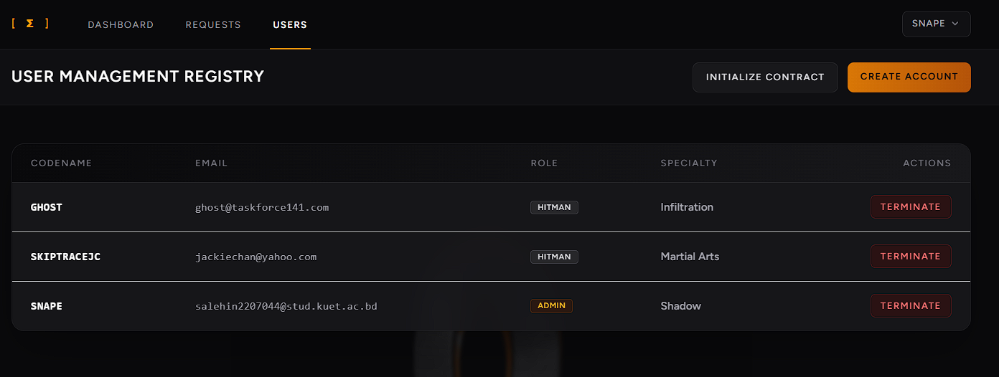 [ Σ ] DASHBOARD REQUESTS USERS SNAPE
USER MANAGEMENT REGISTRY INITIALIZE CONTRACT CREATE ACCOUNT
CODENAME EMAIL ROLE SPECIALTY ACTIONS
GHOST ghost@taskforce141.com HITMAN Infiltration TERMINATE
SKIPTRACEJC jackiechan@yahoo.com HITMAN Martial Arts TERMINATE
SNAPE salehin2207044@stud.kuet.ac.bd ADMIN Shadow TERMINATE